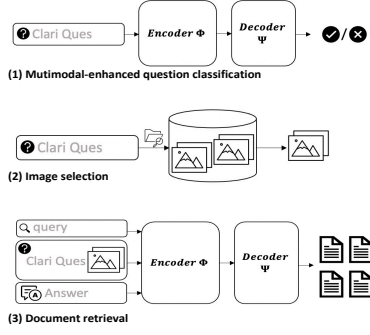 Clari Ques
Encoder Φ
Decoder
Ψ
/
(1) Mutimodal-enhanced question classification
Clari Ques
(2) Image selection
query
Clari Ques
Answer
Encoder Φ
Decoder
Ψ
(3) Document retrieval